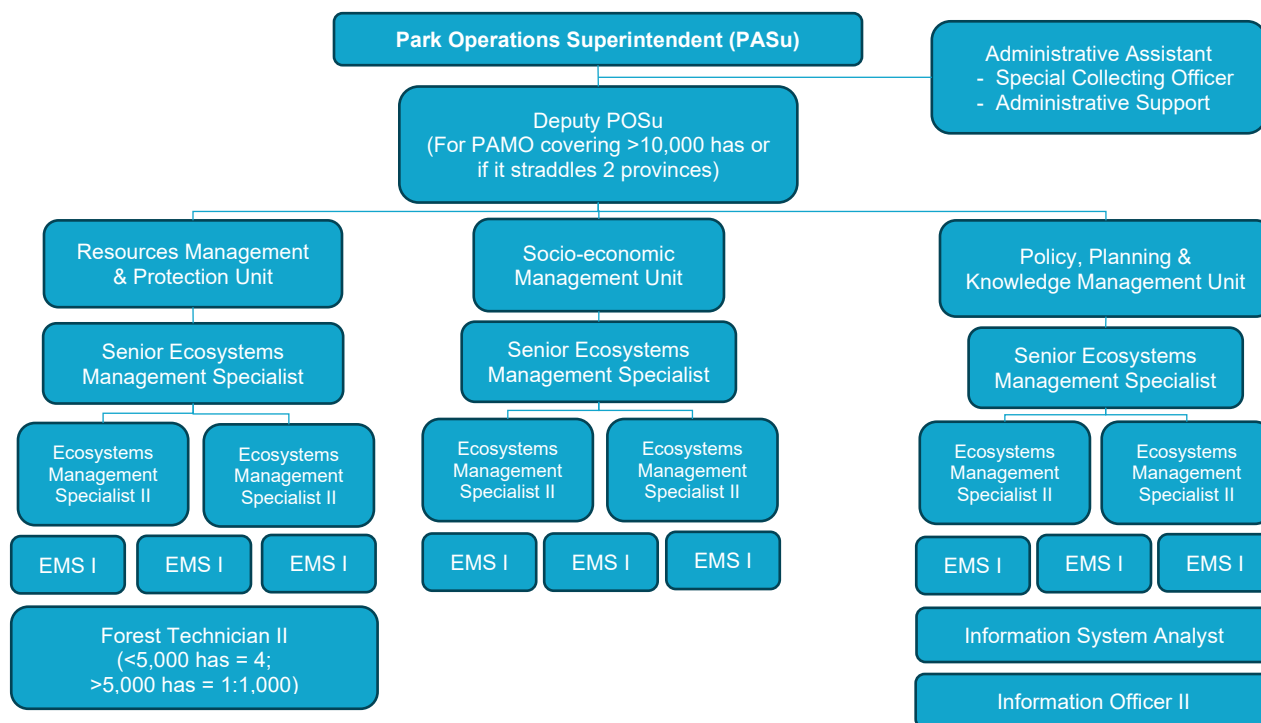 Park Operations Superintendent (PASu)
Administrative Assistant
- Special Collecting Officer
- Administrative Support
Deputy POSu
(For PAMO covering >10,000 has or
if it straddles 2 provinces)
Resources Management
& Protection Unit
Socio-economic
Management Unit
Policy, Planning &
Knowledge Management Unit
Senior Ecosystems
Management Specialist
Senior Ecosystems
Management Specialist
Senior Ecosystems
Management Specialist
Ecosystems
Management
Specialist II
Ecosystems
Management
Specialist II
Ecosystems
Management
Specialist II
Ecosystems
Management
Specialist II
Ecosystems
Management
Specialist II
Ecosystems
Management
Specialist II
EMS I
EMS I
EMS I
EMS I
EMS I
EMS I
EMS I
EMS I
EMS I
Forest Technician II
(<5,000 has = 4;
>5,000 has = 1:1,000)
Information System Analyst
Information Officer II